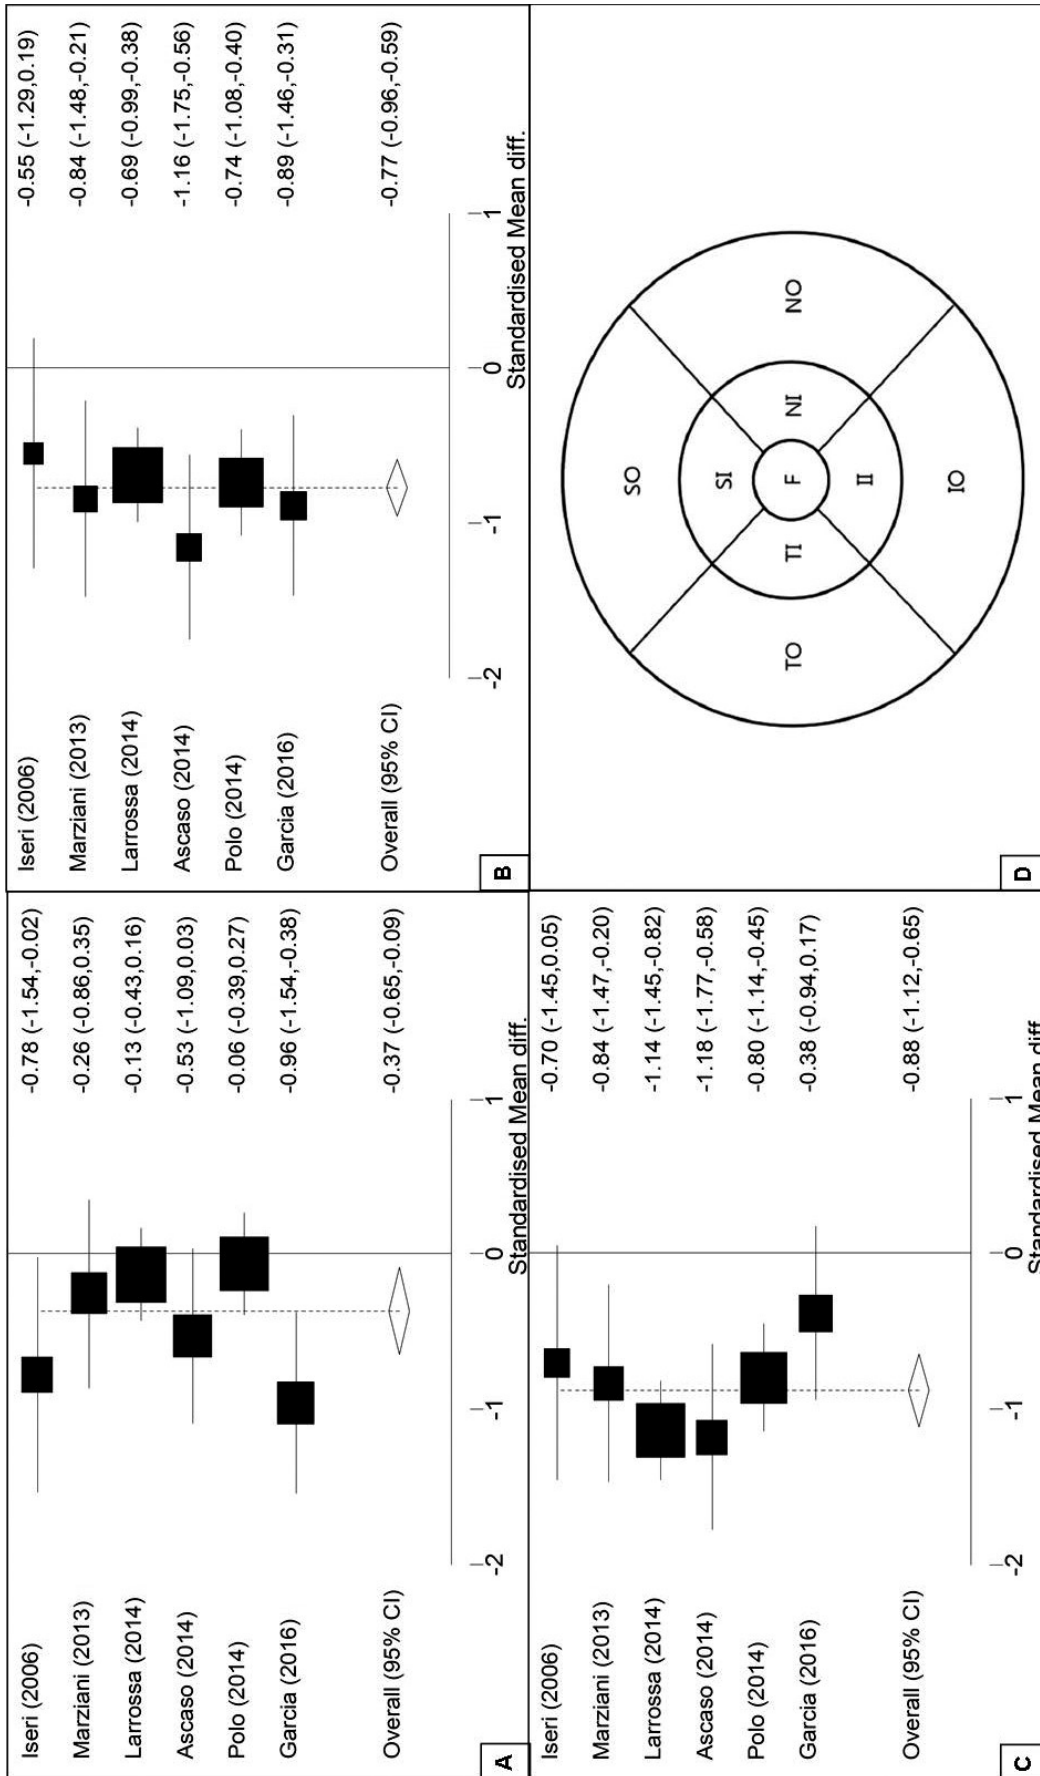 Iseri (2006) -0.78 (-1.54,-0.02)
Marziani (2013) -0.26 (-0.86,0.35)
Larrossa (2014) -0.13 (-0.43,0.16)
Ascaso (2014) -0.53 (-1.09,0.03)
Polo (2014) -0.06 (-0.39,0.27)
Garcia (2016) -0.96 (-1.54,-0.38)
Overall (95% CI) -0.37 (-0.65,-0.09)
-2 -1 0 1
Standardised Mean diff.
A
Iseri (2006) -0.55 (-1.29,0.19)
Marziani (2013) -0.84 (-1.48,-0.21)
Larrossa (2014) -0.69 (-0.99,-0.38)
Ascaso (2014) -1.16 (-1.75,-0.56)
Polo (2014) -0.74 (-1.08,-0.40)
Garcia (2016) -0.89 (-1.46,-0.31)
Overall (95% CI) -0.77 (-0.96,-0.59)
-2 -1 0 1
Standardised Mean diff.
B
Iseri (2006) -0.70 (-1.45,0.05)
Marziani (2013) -0.84 (-1.47,-0.20)
Larrossa (2014) -1.14 (-1.45,-0.82)
Ascaso (2014) -1.18 (-1.77,-0.58)
Polo (2014) -0.80 (-1.14,-0.45)
Garcia (2016) -0.38 (-0.94,0.17)
Overall (95% CI) -0.88 (-1.12,-0.65)
-2 -1 0 1
Standardised Mean diff.
C
SO
SI
TO TI F NI NO
II
IO
D